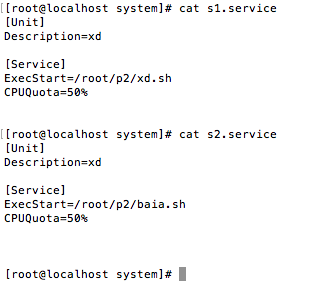 [[root@localhost system]# cat s1.service
[Unit]
Description=xd
[Service]
ExecStart=/root/p2/xd.sh
CPUQuota=50%
[[root@localhost system]# cat s2.service
[Unit]
Description=xd
[Service]
ExecStart=/root/p2/baia.sh
CPUQuota=50%
[root@localhost system]#